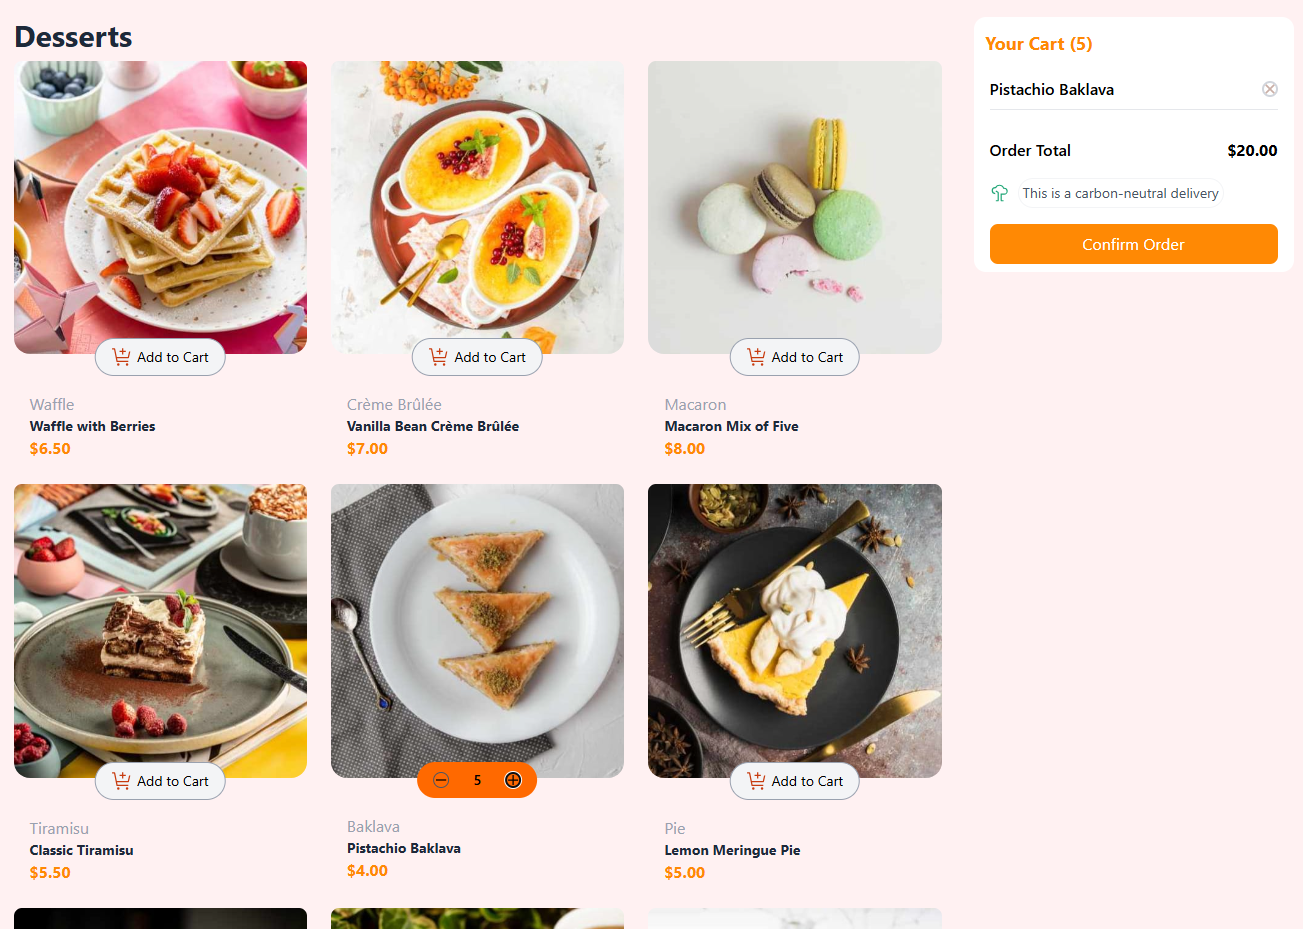 Desserts
Add to Cart
Waffle
Waffle with Berries
$6.50
Add to Cart
Crème Brûlée
Vanilla Bean Crème Brûlée
$7.00
Add to Cart
Macaron
Macaron Mix of Five
$8.00
Add to Cart
Tiramisu
Classic Tiramisu
$5.50
5
Baklava
Pistachio Baklava
$4.00
Add to Cart
Pie
Lemon Meringue Pie
$5.00
Your Cart (5)
Pistachio Baklava
Order Total $20.00
This is a carbon-neutral delivery
Confirm Order